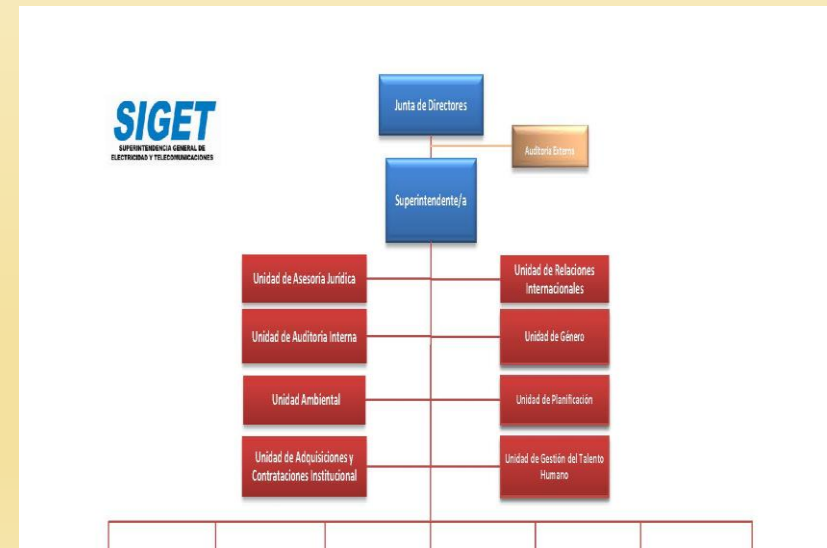 Junta de Directores
SIGET
SUPERINTENDENCIA GENERAL DE
ELECTRICIDAD Y TELECOMUNICACIONES
Auditoría Externa
Superintendente/a
Unidad de Asesoría Jurídica
Unidad de Relaciones
Internacionales
Unidad de Auditoria Interna
Unidad de Género
Unidad Ambiental
Unidad de Planificación
Unidad de Adquisiciones y
Contrataciones Institucional
Unidad de Gestión del Talento
Humano